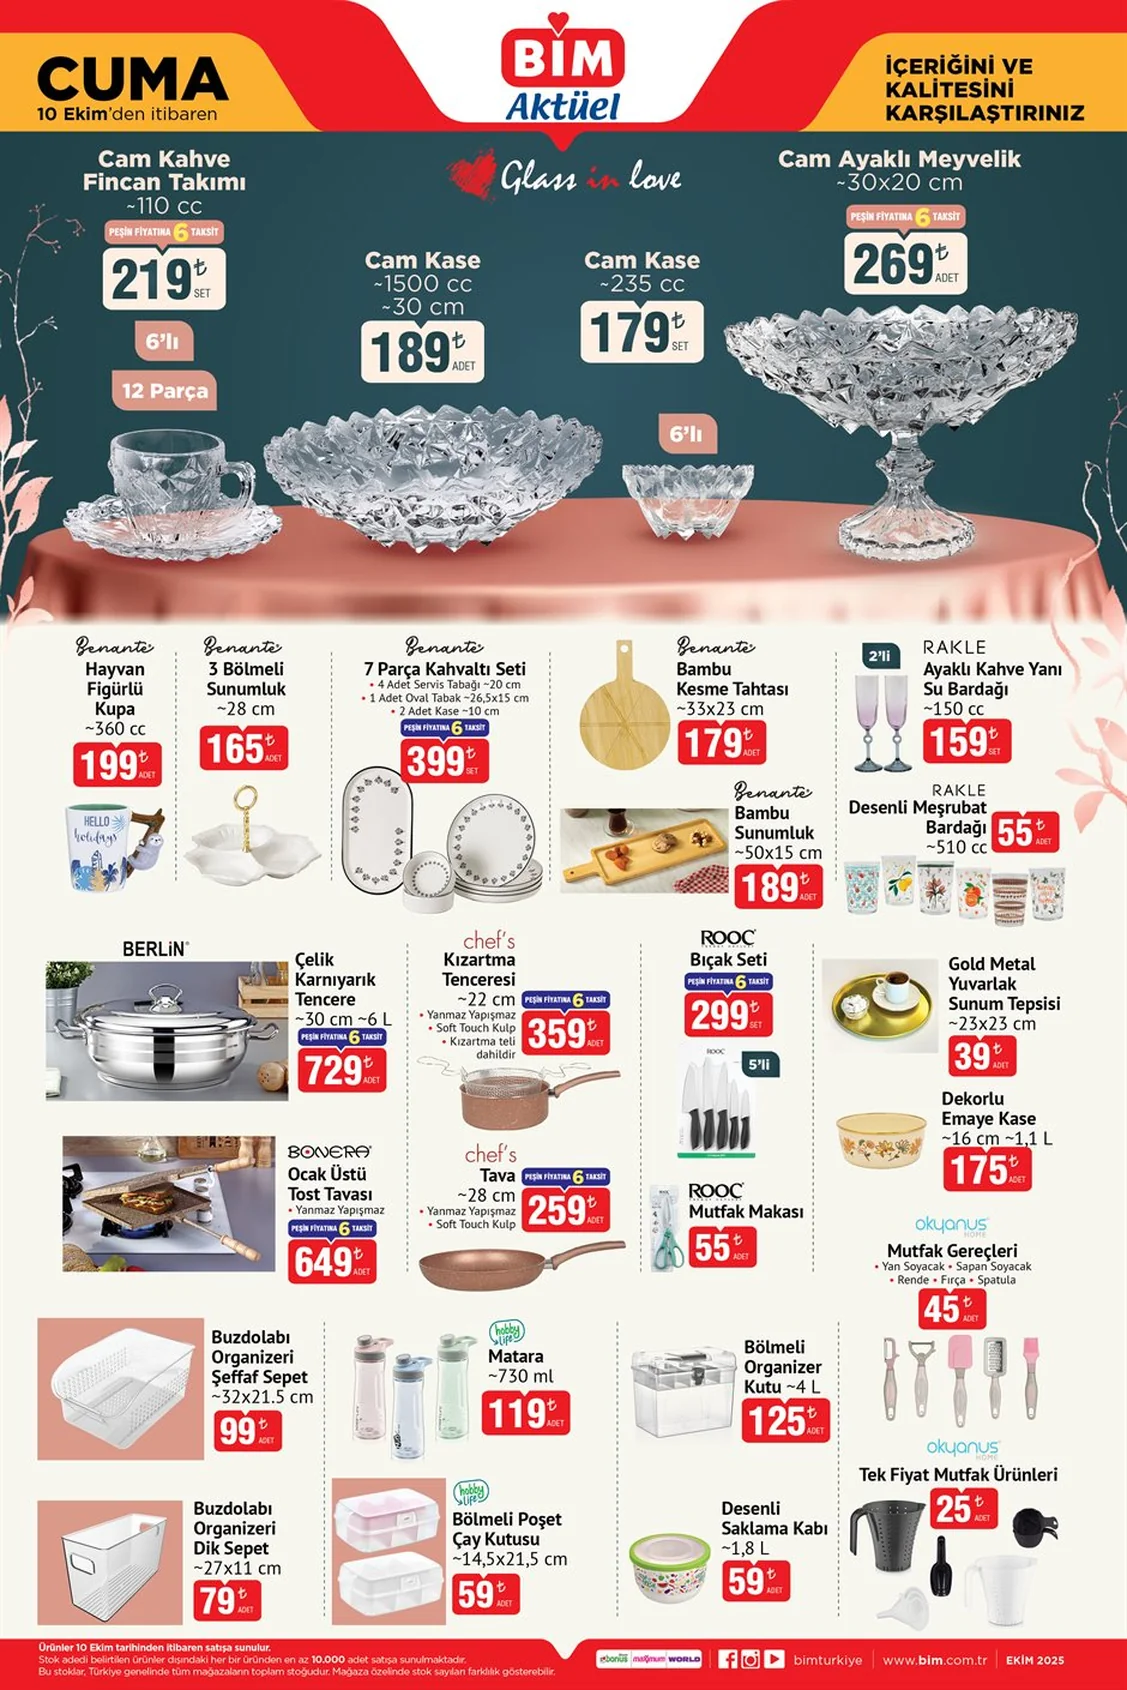 CUMA
10 Ekim'den itibaren
BİM
Aktüel
İÇERİĞİNİ VE
KALİTESİNİ
KARŞILAŞTIRINIZ
Glass in love
Cam Kahve
Fincan Takımı
~110 cc
PEŞİN FİYATINA 6 TAKSİT
219₺
SET
6'lı
12 Parça
Cam Kase
~1500 cc
~30 cm
189₺
ADET
Cam Kase
~235 cc
179₺
SET
6'lı
Cam Ayaklı Meyvelik
~30x20 cm
PEŞİN FİYATINA 6 TAKSİT
269₺
ADET
Benante
Hayvan
Figürlü
Kupa
~360 cc
199₺
ADET
HELLO
holidays
Benante
3 Bölmeli
Sunumluk
~28 cm
165₺
ADET
Benante
7 Parça Kahvaltı Seti
• 4 Adet Servis Tabağı ~20 cm
• 1 Adet Oval Tabak ~26,5x15 cm
• 2 Adet Kase ~10 cm
PEŞİN FİYATINA 6 TAKSİT
399₺
SET
Benante
Bambu
Kesme Tahtası
~33x23 cm
179₺
ADET
Benante
Bambu
Sunumluk
~50x15 cm
189₺
ADET
2'li
RAKLE
Ayaklı Kahve Yanı
Su Bardağı
~150 cc
159₺
SET
RAKLE
Desenli Meşrubat
Bardağı
~510 cc
55₺
ADET
BERLİN
Çelik
Karnıyarık
Tencere
~30 cm ~6 L
PEŞİN FİYATINA 6 TAKSİT
729₺
ADET
BONERA
Ocak Üstü
Tost Tavası
• Yanmaz Yapışmaz
PEŞİN FİYATINA 6 TAKSİT
649₺
ADET
chef's
Kızartma
Tenceresi
~22 cm
• Yanmaz Yapışmaz
• Soft Touch Kulp
• Kızartma teli
dahildir
PEŞİN FİYATINA 6 TAKSİT
359₺
ADET
chef's
Tava
~28 cm
• Yanmaz Yapışmaz
• Soft Touch Kulp
PEŞİN FİYATINA 6 TAKSİT
259₺
ADET
ROOC
Bıçak Seti
PEŞİN FİYATINA 6 TAKSİT
299₺
SET
ROOC
5'li
ROOC
Mutfak Makası
55₺
ADET
Gold Metal
Yuvarlak
Sunum Tepsisi
~23x23 cm
39₺
ADET
Dekorlu
Emaye Kase
~16 cm ~1,1 L
175₺
ADET
okyanus
HOME
Mutfak Gereçleri
• Yan Soyacak • Sapan Soyacak
• Rende • Fırça • Spatula
45₺
ADET
Buzdolabı
Organizeri
Şeffaf Sepet
~32x21.5 cm
99₺
ADET
Buzdolabı
Organizeri
Dik Sepet
~27x11 cm
79₺
ADET
hobby life
Matara
~730 ml
119₺
ADET
hobby life
Bölmeli Poşet
Çay Kutusu
~14,5x21,5 cm
59₺
ADET
Bölmeli
Organizer
Kutu ~4 L
125₺
ADET
Desenli
Saklama Kabı
~1,8 L
59₺
ADET
okyanus
HOME
Tek Fiyat Mutfak Ürünleri
25₺
ADET
Ürünler 10 Ekim tarihinden itibaren satışa sunulur.
Stok adedi belirtilen ürünler dışındaki her bir üründen en az 10.000 adet satışa sunulmaktadır.
Bu stoklar, Türkiye genelinde tüm mağazaların toplam stoğudur. Mağaza özelinde stok sayıları farklılık gösterebilir.
bonus
maximum
WORLD
bimturkiye
www.bim.com.tr
EKİM 2025